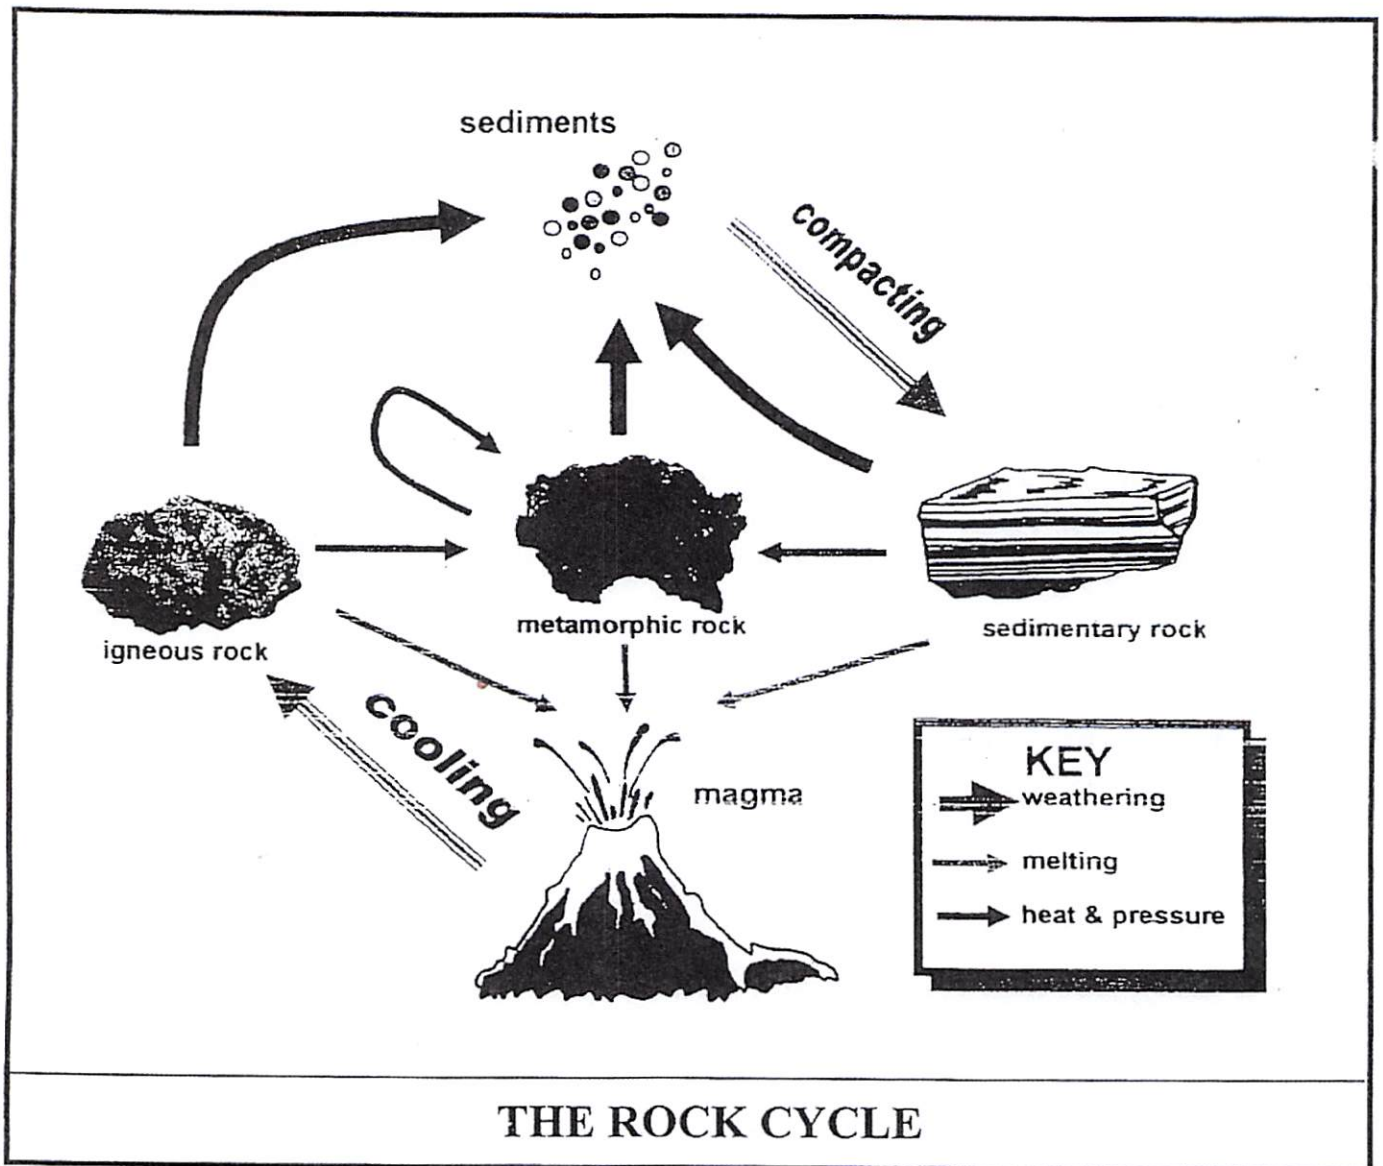 sediments
compacting
metamorphic rock
sedimentary rock
igneous rock
cooling
magma
KEY
weathering
melting
heat & pressure
THE ROCK CYCLE